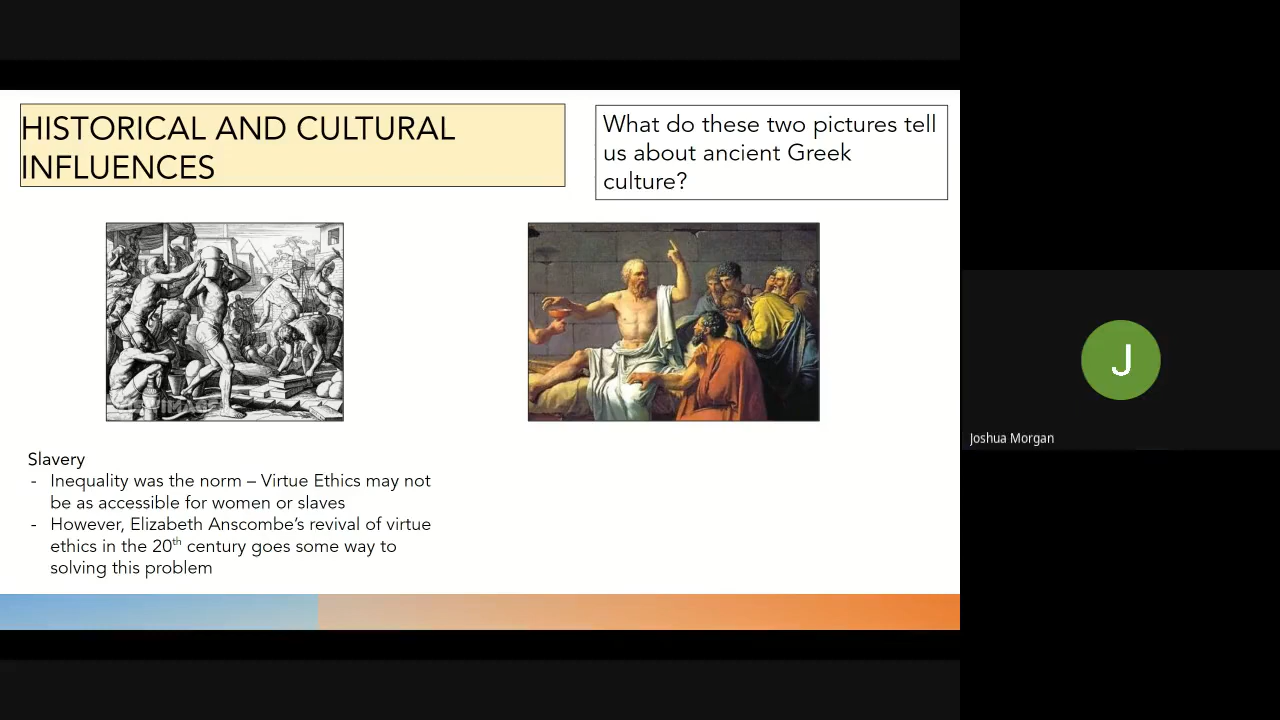 HISTORICAL AND CULTURAL
INFLUENCES
What do these two pictures tell
us about ancient Greek
culture?
Slavery
- Inequality was the norm – Virtue Ethics may not
be as accessible for women or slaves
- However, Elizabeth Anscombe’s revival of virtue
ethics in the 20th century goes some way to
solving this problem
J
Joshua Morgan